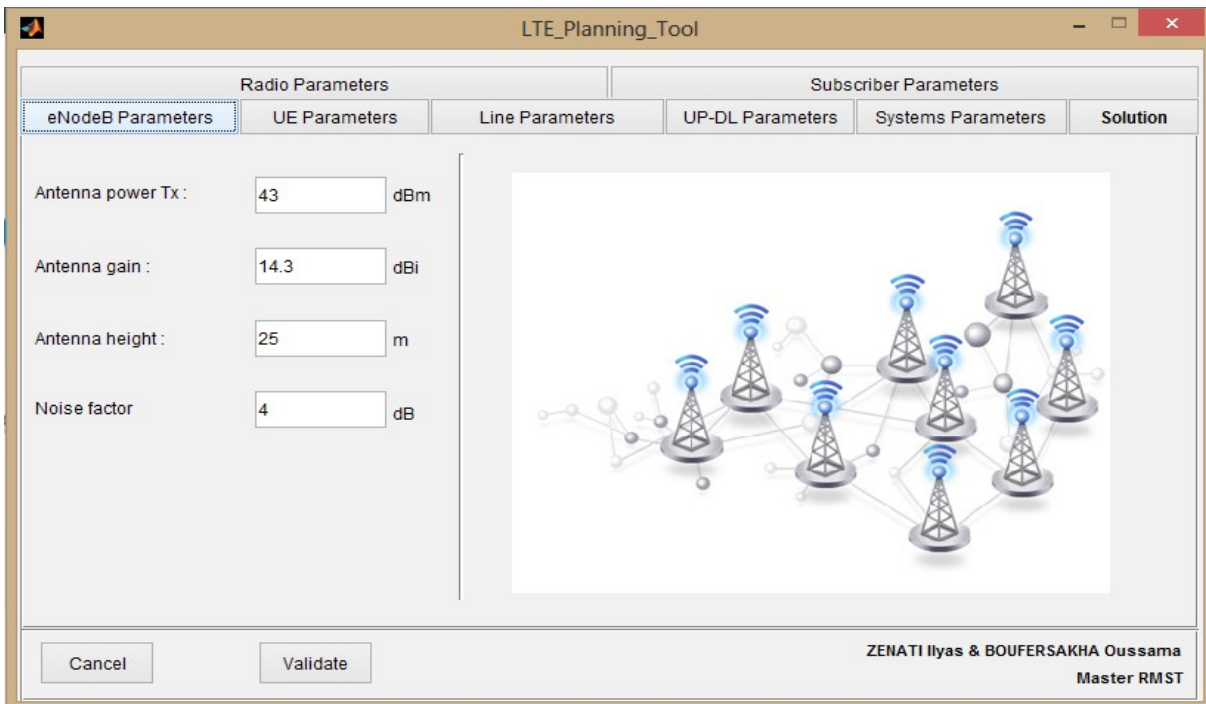 LTE_Planning_Tool
Radio Parameters Subscriber Parameters
eNodeB Parameters UE Parameters Line Parameters UP-DL Parameters Systems Parameters Solution
Antenna power Tx : 43 dBm
Antenna gain : 14.3 dBi
Antenna height : 25 m
Noise factor 4 dB
Cancel Validate
ZENATI Ilyas & BOUFERSAKHA Oussama
Master RMST